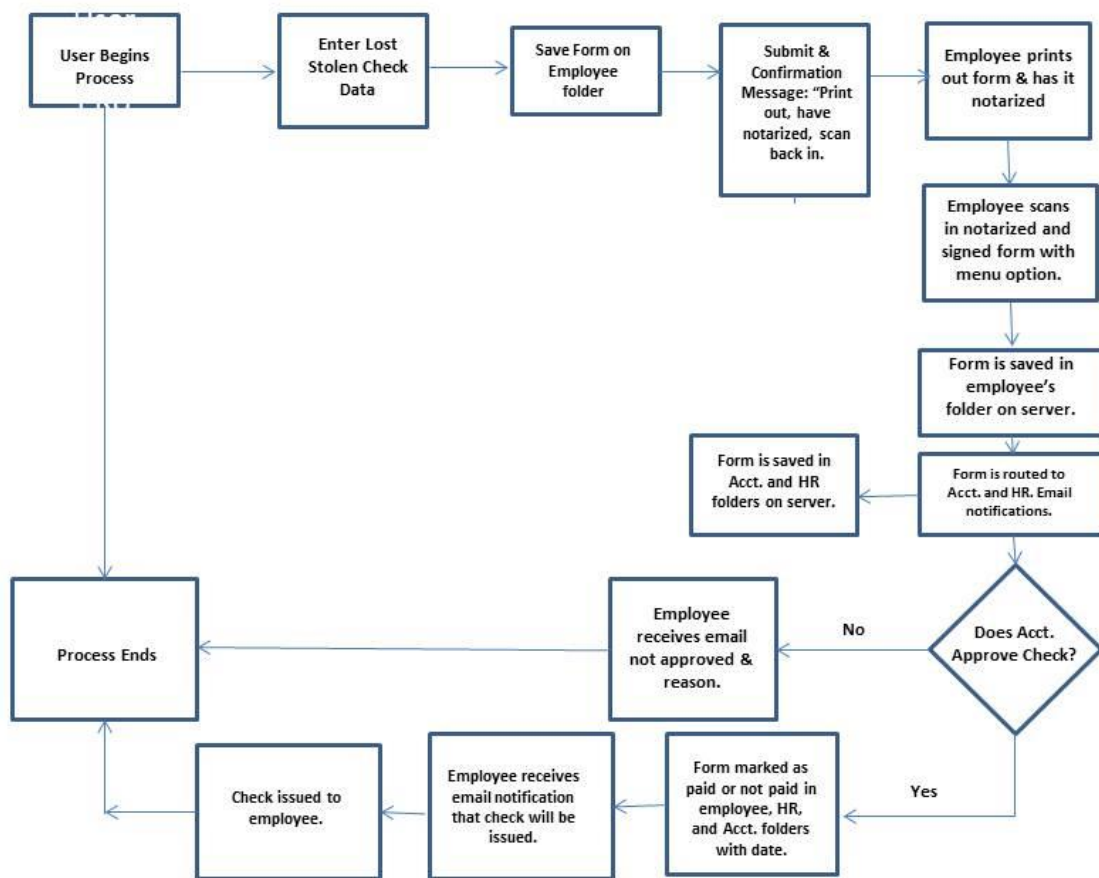 User Begins
Process
Enter Lost
Stolen Check
Data
Save Form on
Employee
folder
Submit &
Confirmation
Message: “Print
out, have
notarized, scan
back in.
Employee prints
out form & has it
notarized
Employee scans
in notarized and
signed form with
menu option.
Form is saved in
employee’s
folder on server.
Form is routed to
Acct. and HR. Email
notifications.
Form is saved in
Acct. and HR
folders on server.
Does Acct.
Approve Check?
No
Employee
receives email
not approved &
reason.
Process Ends
Yes
Form marked as
paid or not paid in
employee, HR,
and Acct. folders
with date.
Employee receives
email notification
that check will be
issued.
Check issued to
employee.